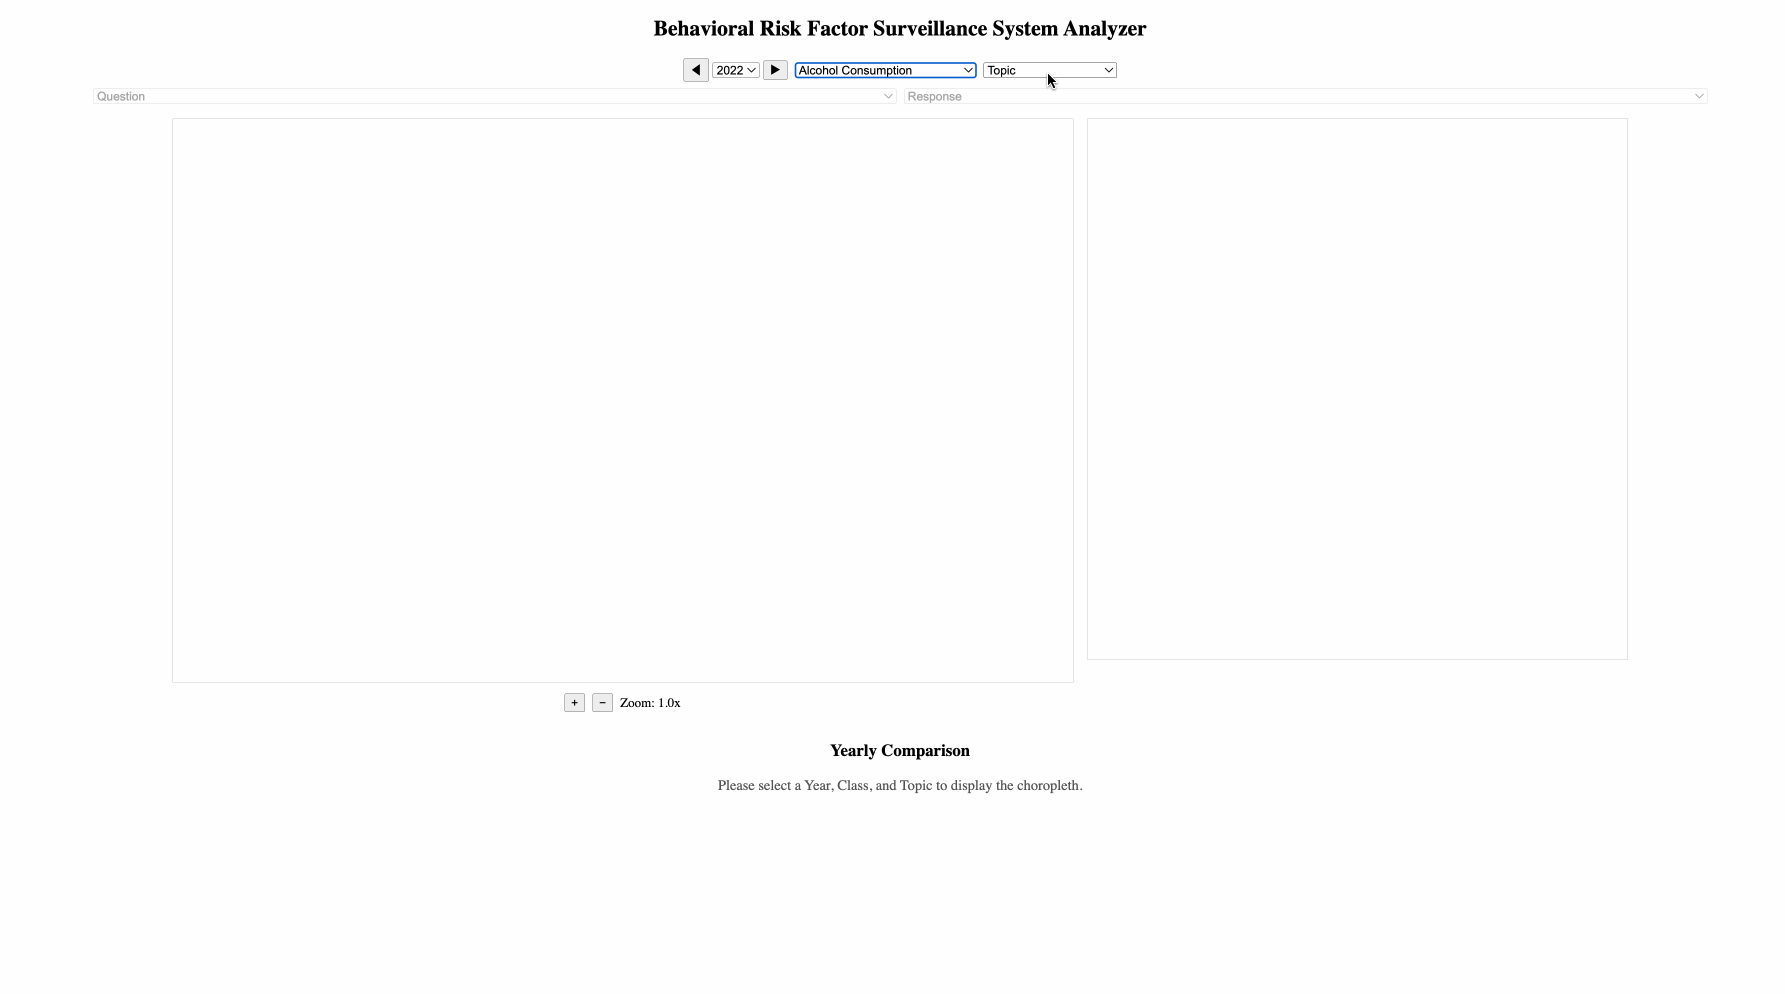 Behavioral Risk Factor Surveillance System Analyzer
2022 Alcohol Consumption Topic
Question Response
+ − Zoom: 1.0x
Yearly Comparison
Please select a Year, Class, and Topic to display the choropleth.